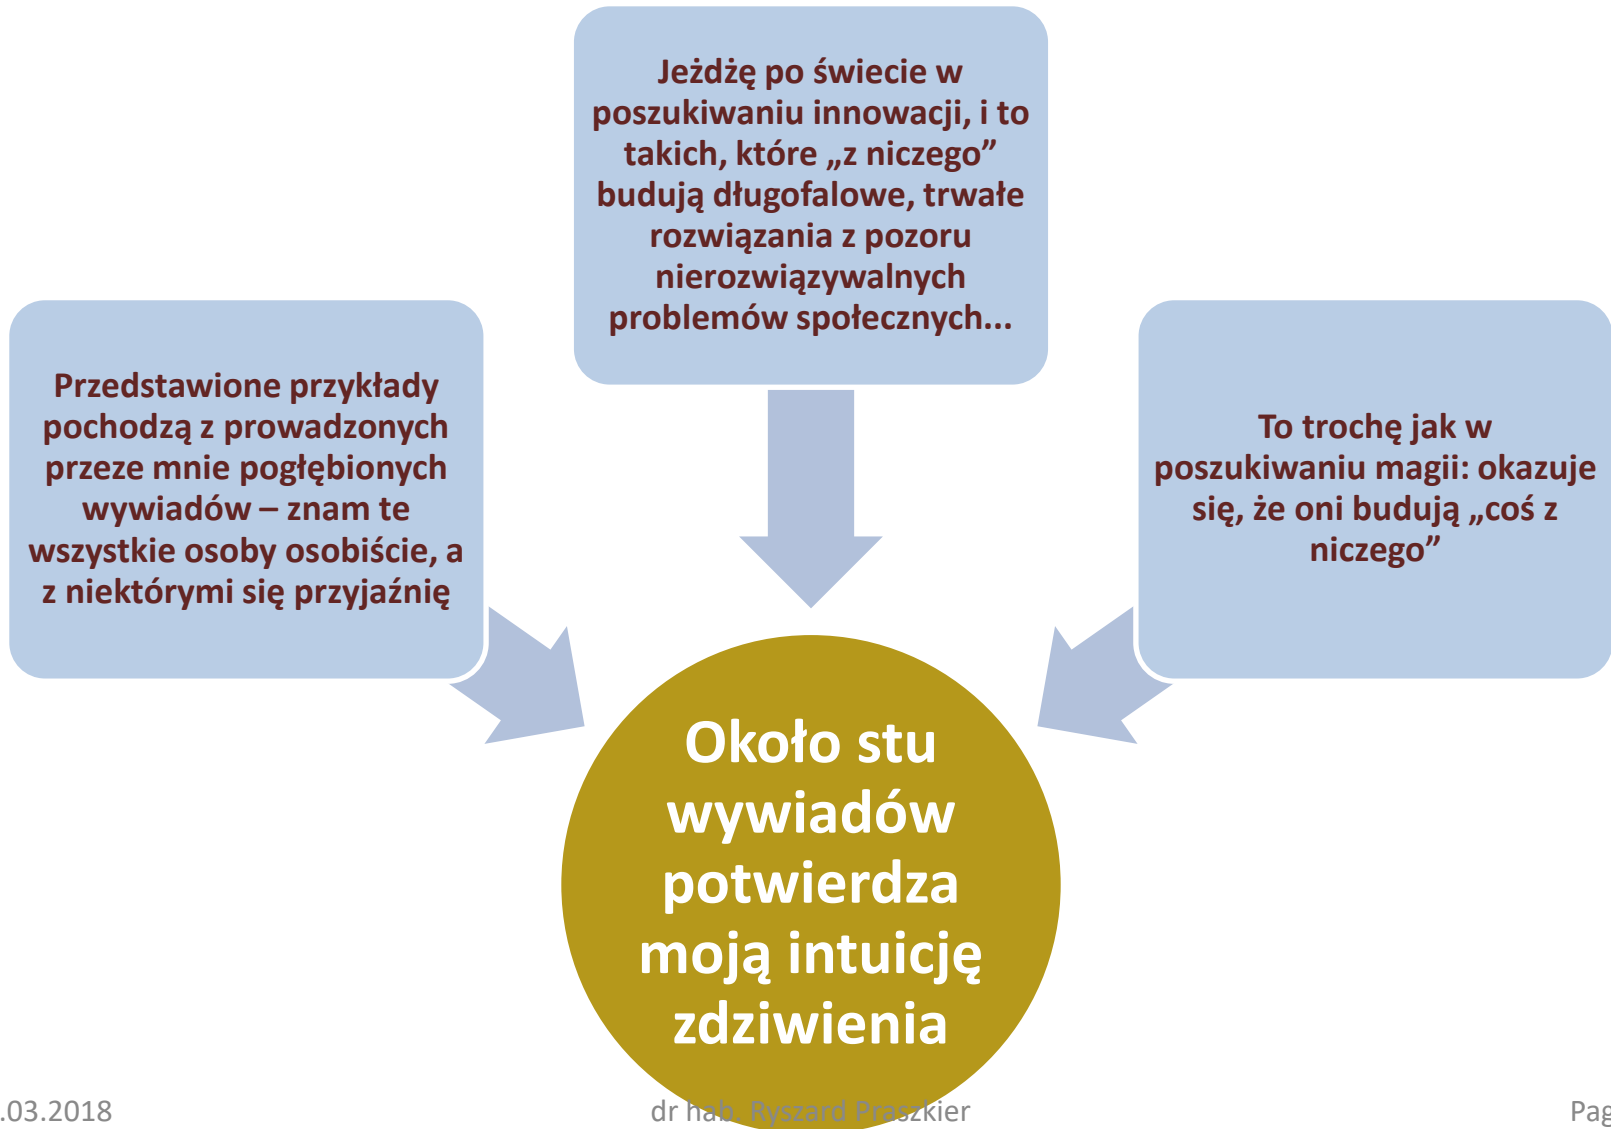 Jeżdżę po świecie w
poszukiwaniu innowacji, i to
takich, które „z niczego”
budują długofalowe, trwałe
rozwiązania z pozoru
nierozwiązywalnych
problemów społecznych...
Przedstawione przykłady
pochodzą z prowadzonych
przeze mnie pogłębionych
wywiadów – znam te
wszystkie osoby osobiście, a
z niektórymi się przyjaźnię
To trochę jak w
poszukiwaniu magii: okazuje
się, że oni budują „coś z
niczego”
Około stu
wywiadów
potwierdza
moją intuicję
zdziwienia
.03.2018
dr hab. Ryszard Praszkier
Pag